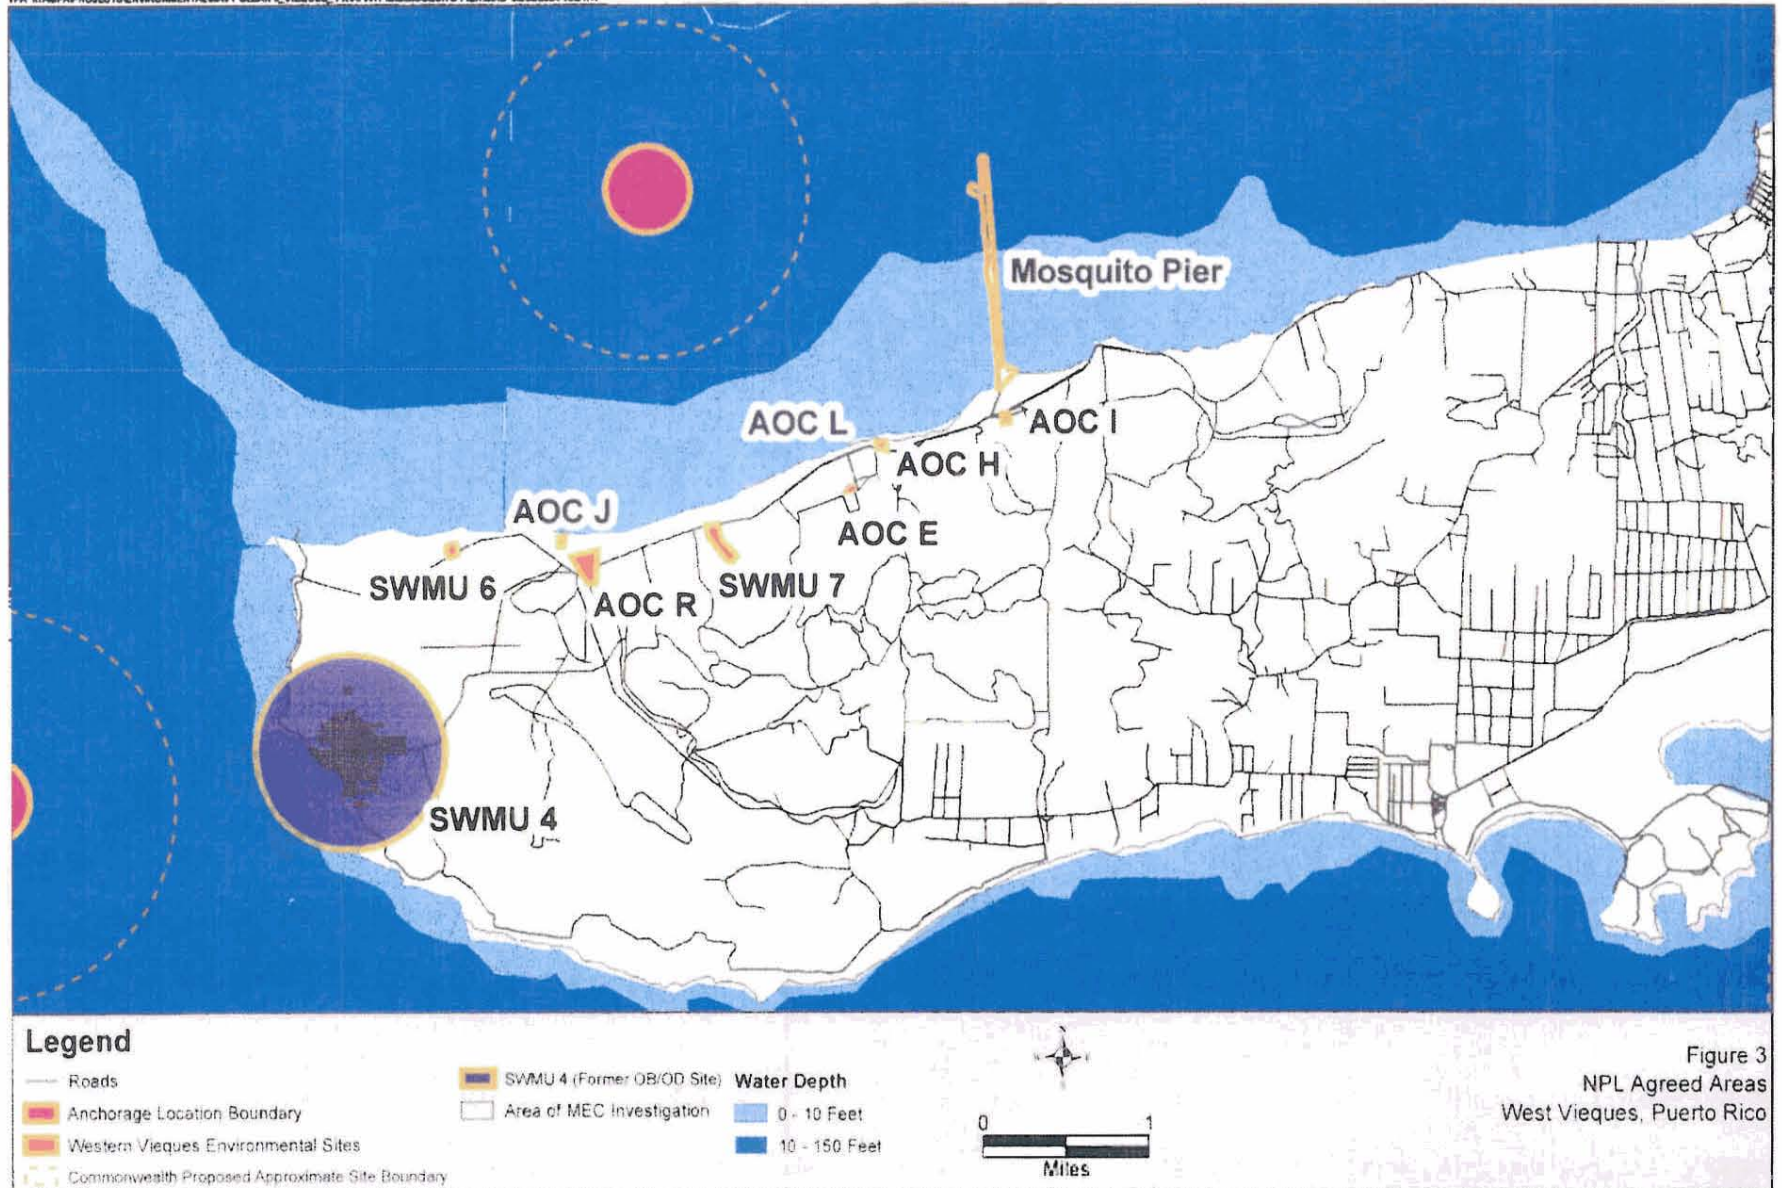 Mosquito Pier
AOC L
AOC I
AOC H
AOC J
AOC E
SWMU 6
SWMU 7
AOC R
SWMU 4
Legend
Roads
Anchorage Location Boundary
Western Vieques Environmental Sites
Commonwealth Proposed Approximate Site Boundary
SWMU 4 (Former OB/OD Site)
Area of MEC Investigation
Water Depth
0 - 10 Feet
10 - 150 Feet
0 1
Miles
Figure 3
NPL Agreed Areas
West Vieques, Puerto Rico